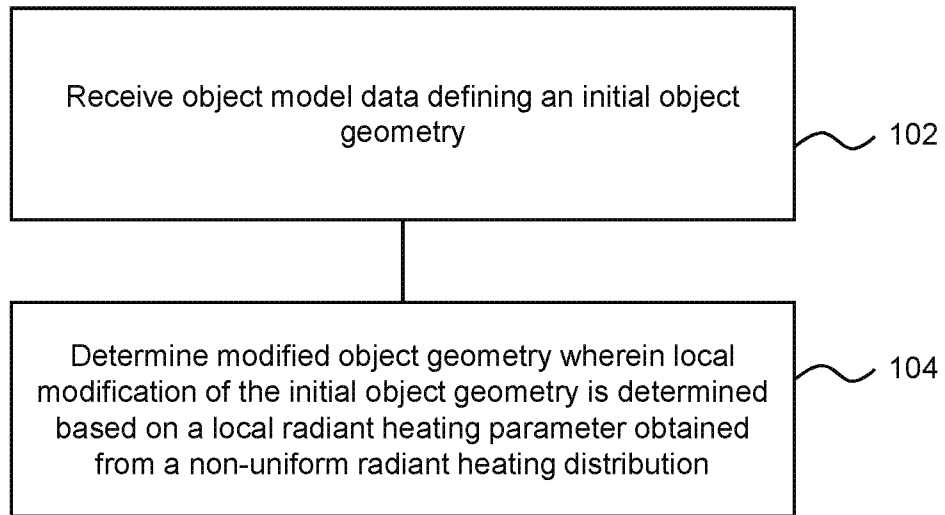 Receive object model data defining an initial object
geometry
102
Determine modified object geometry wherein local
modification of the initial object geometry is determined
based on a local radiant heating parameter obtained
from a non-uniform radiant heating distribution
104